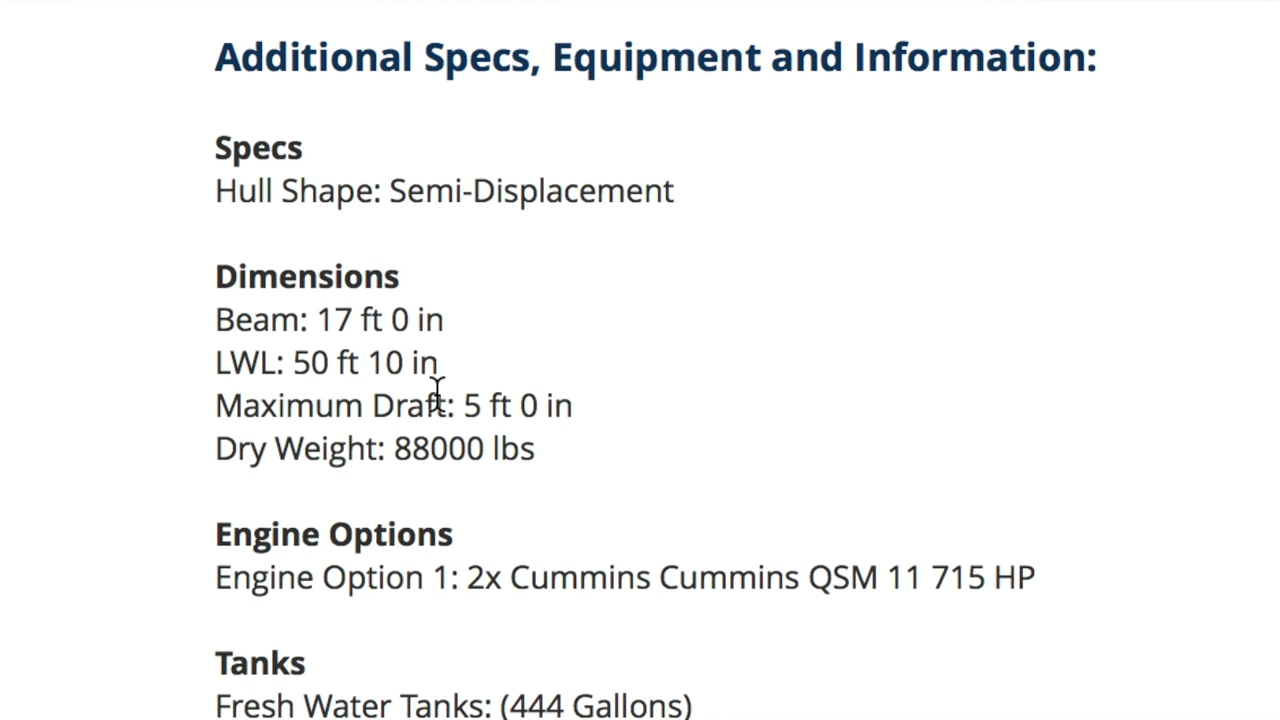 Additional Specs, Equipment and Information:
Specs
Hull Shape: Semi-Displacement
Dimensions
Beam: 17 ft 0 in
LWL: 50 ft 10 in
Maximum Draft: 5 ft 0 in
Dry Weight: 88000 lbs
Engine Options
Engine Option 1: 2x Cummins Cummins QSM 11 715 HP
Tanks
Fresh Water Tanks: (444 Gallons)